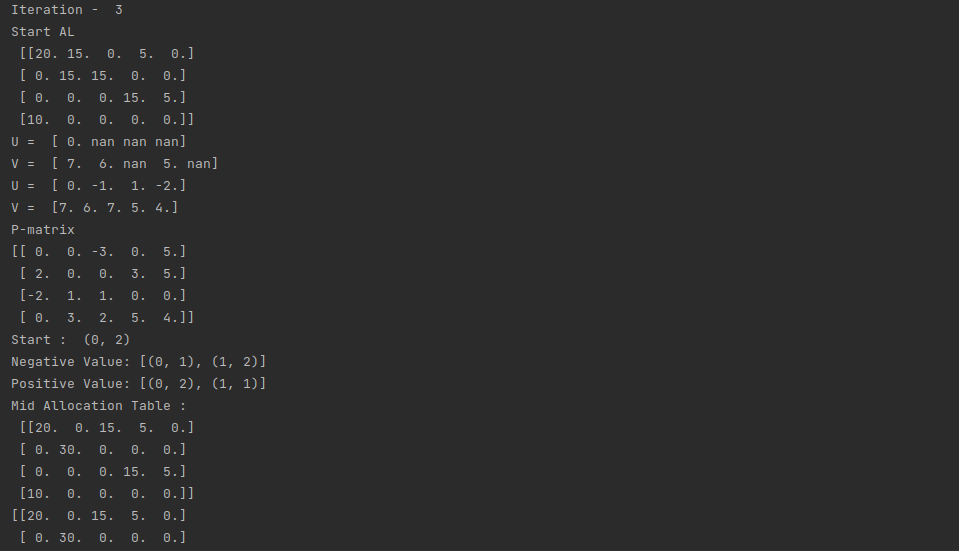 Iteration -  3
Start AL
 [[20. 15.  0.  5.  0.]
 [ 0. 15. 15.  0.  0.]
 [ 0.  0.  0. 15.  5.]
 [10.  0.  0.  0.  0.]]
U =  [ 0. nan nan nan]
V =  [ 7.  6. nan  5. nan]
U =  [ 0. -1.  1. -2.]
V =  [7. 6. 7. 5. 4.]
P-matrix
[[ 0.  0. -3.  0.  5.]
 [ 2.  0.  0.  3.  5.]
 [-2.  1.  1.  0.  0.]
 [ 0.  3.  2.  5.  4.]]
Start :  (0, 2)
Negative Value: [(0, 1), (1, 2)]
Positive Value: [(0, 2), (1, 1)]
Mid Allocation Table :
 [[20.  0. 15.  5.  0.]
 [ 0. 30.  0.  0.  0.]
 [ 0.  0.  0. 15.  5.]
 [10.  0.  0.  0.  0.]]
[[20.  0. 15.  5.  0.]
 [ 0. 30.  0.  0.  0.]